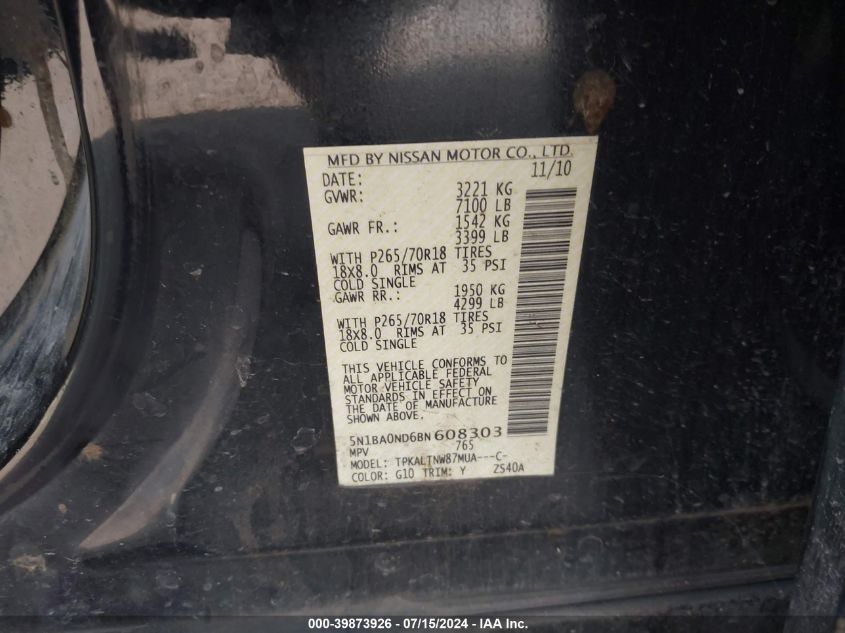 MFD BY NISSAN MOTOR CO., LTD.
DATE: 11/10
GVWR: 3221 KG
7100 LB
GAWR FR.: 1542 KG
3399 LB
WITH P265/70R18 TIRES
18X8.0 RIMS AT 35 PSI
COLD SINGLE
GAWR RR.: 1950 KG
4299 LB
WITH P265/70R18 TIRES
18X8.0 RIMS AT 35 PSI
COLD SINGLE
THIS VEHICLE CONFORMS TO
ALL APPLICABLE FEDERAL
MOTOR VEHICLE SAFETY
STANDARDS IN EFFECT ON
THE DATE OF MANUFACTURE
SHOWN ABOVE.
5N1BA0ND6BN608303
MPV 765
MODEL: TPKALTNW87MUA---C-
COLOR: G10 TRIM: Y ZS40A
000-39873926 - 07/15/2024 - IAA Inc.